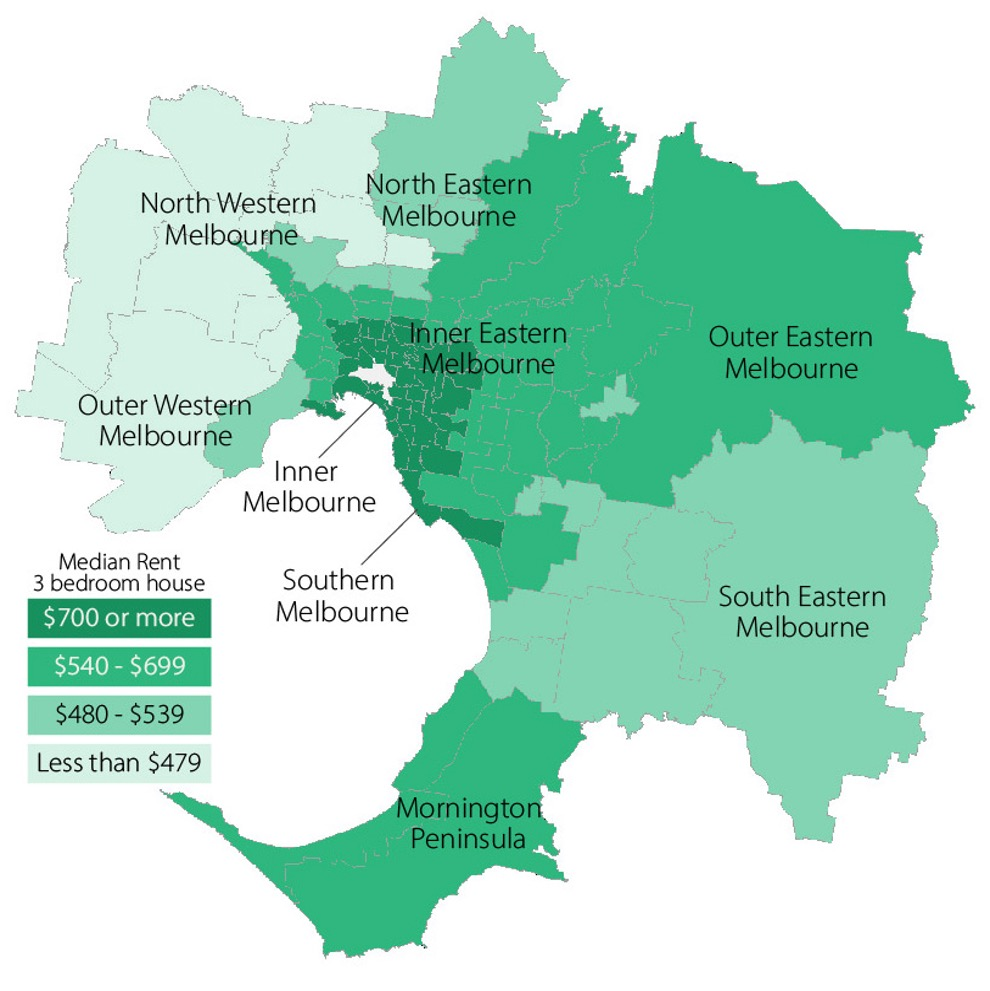 North Western
Melbourne
North Eastern
Melbourne
Inner Eastern
Melbourne
Outer Eastern
Melbourne
Outer Western
Melbourne
Inner
Melbourne
Southern
Melbourne
South Eastern
Melbourne
Mornington
Peninsula
Median Rent
3 bedroom house
$700 or more
$540 - $699
$480 - $539
Less than $479